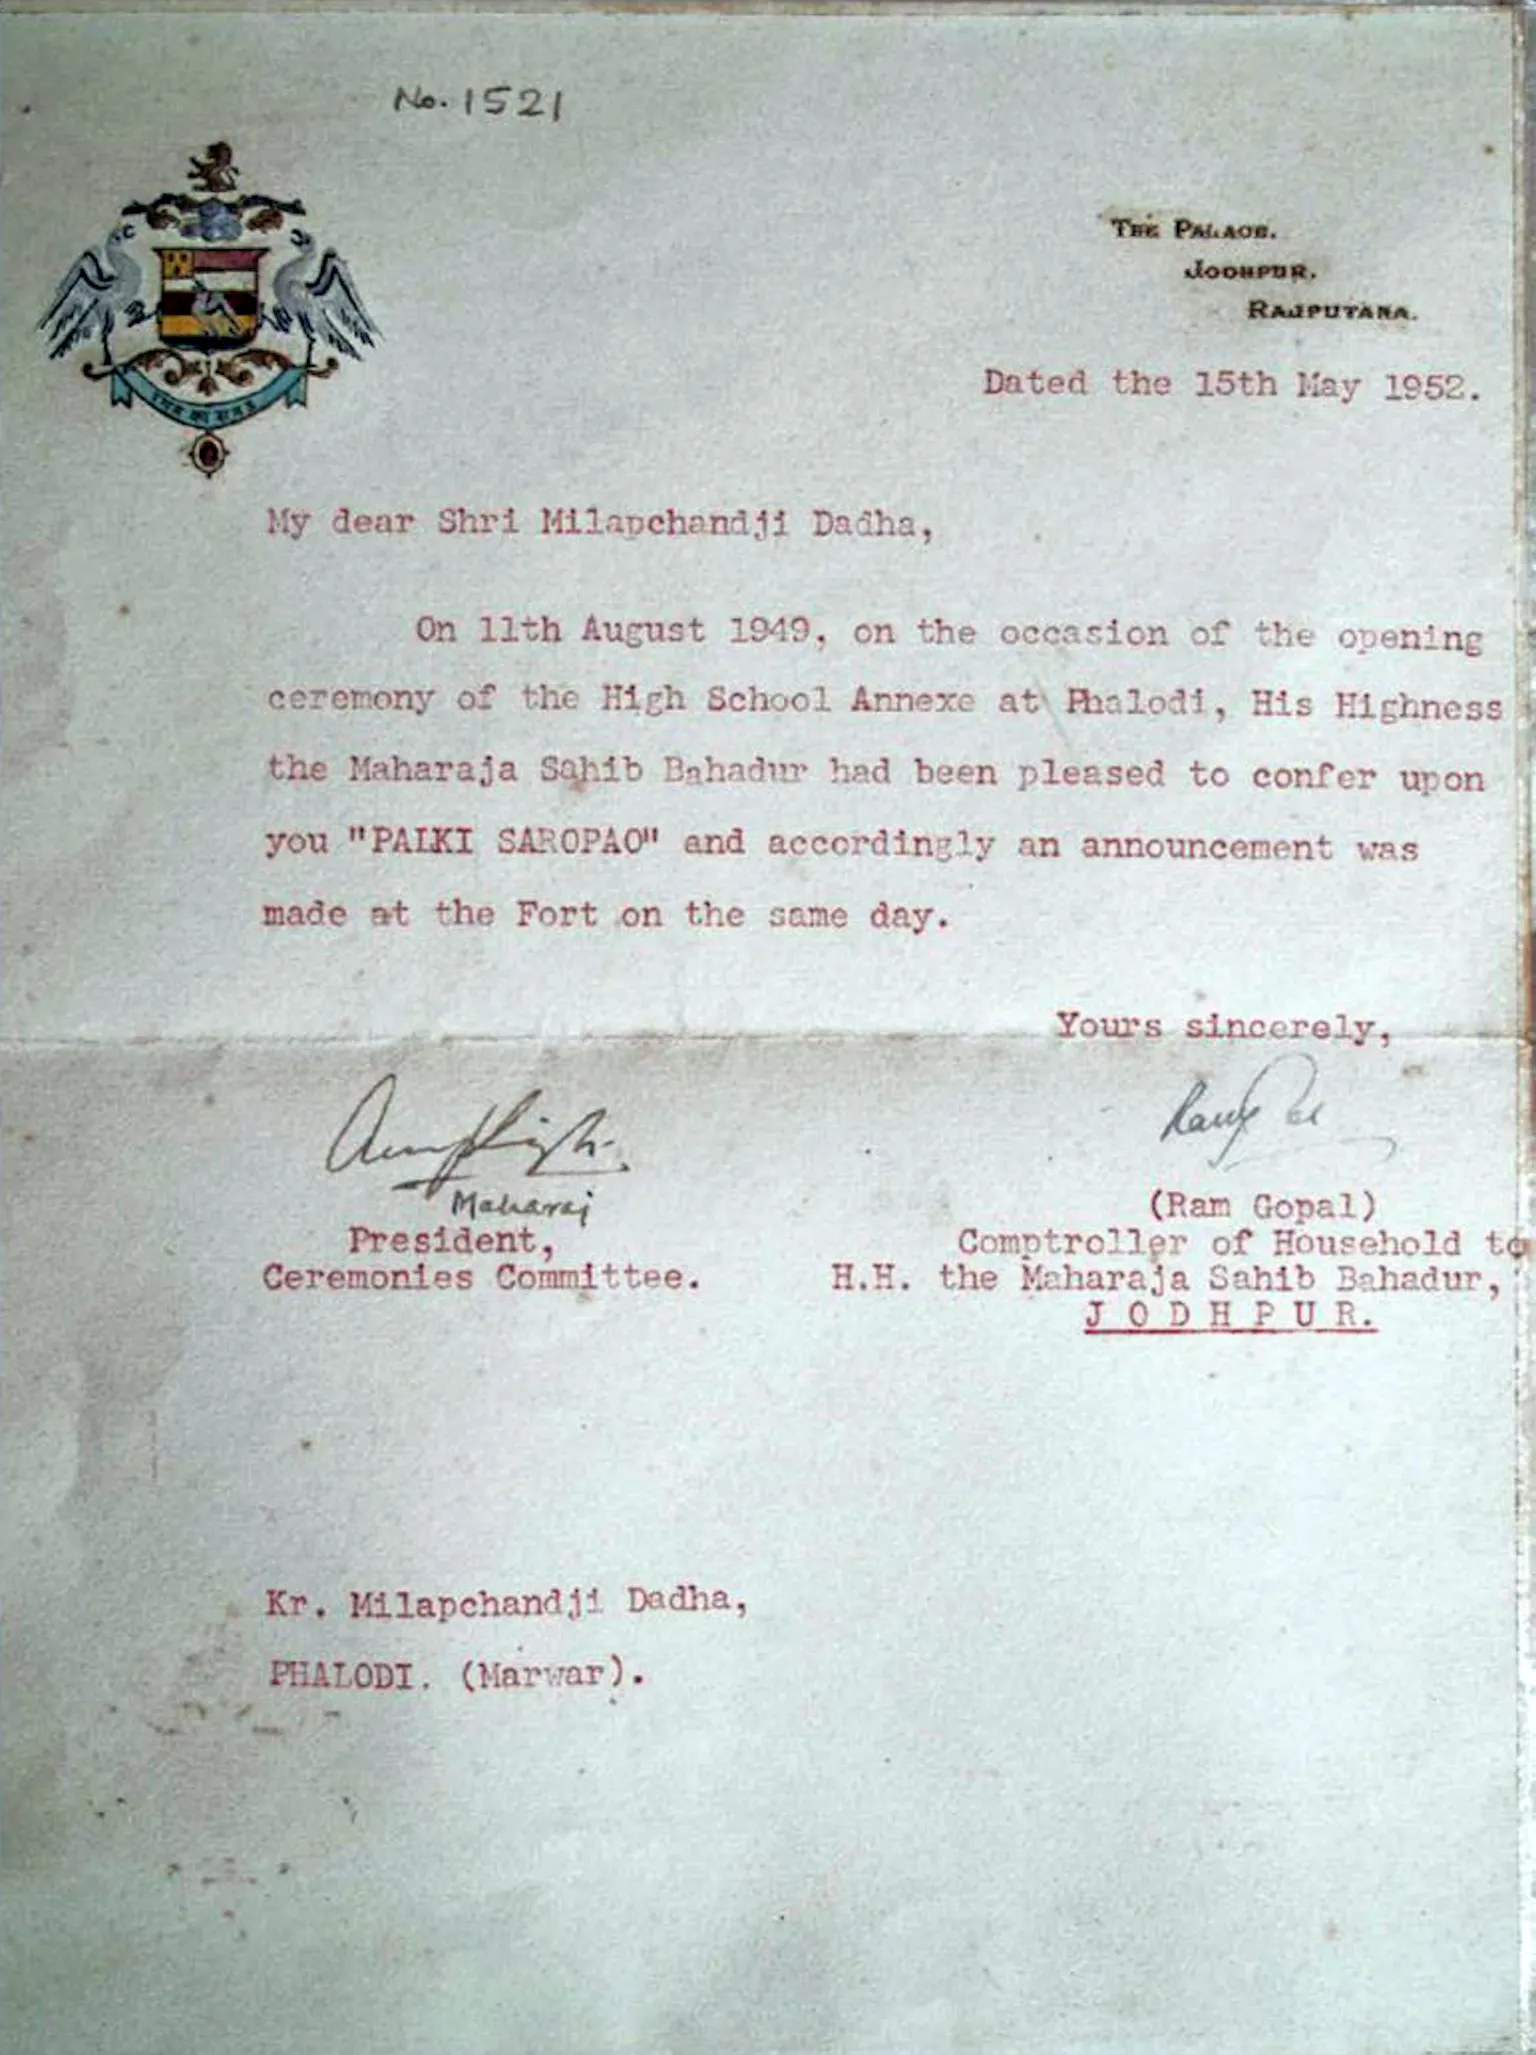 No. 1521
THE PALACE.
JODHPUR.
RAJPUTANA.
Dated the 15th May 1952.
My dear Shri Milapchandji Dadha,
On 11th August 1949, on the occasion of the opening
ceremony of the High School Annexe at Phalodi, His Highness
the Maharaja Sahib Bahadur had been pleased to confer upon
you "PALKI SAROPAO" and accordingly an announcement was
made at the Fort on the same day.
Yours sincerely,
Maharaj
President,
Ceremonies Committee.
(Ram Gopal)
Comptroller of Household to
H.H. the Maharaja Sahib Bahadur,
J O D H P U R.
Kr. Milapchandji Dadha,
PHALODI. (Marwar).